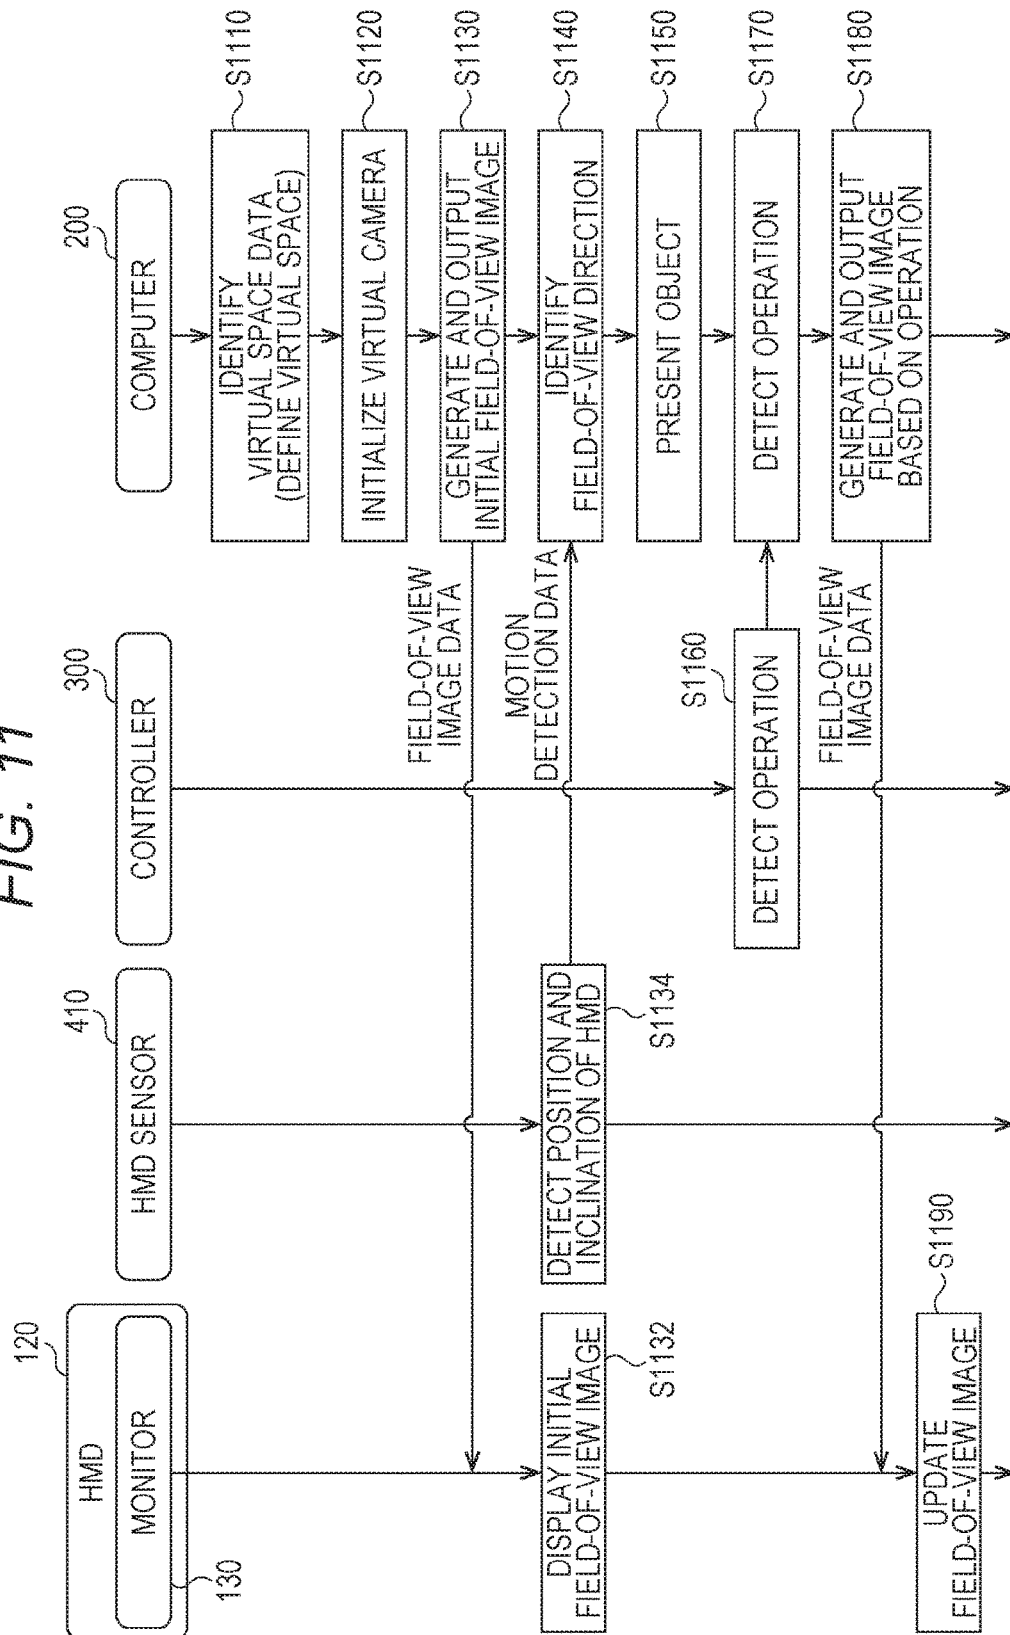 FIG. 11
HMD
120
MONITOR
130
HMD SENSOR
410
CONTROLLER
300
COMPUTER
200
IDENTIFY
VIRTUAL SPACE DATA
(DEFINE VIRTUAL SPACE)
S1110
INITIALIZE VIRTUAL CAMERA
S1120
FIELD-OF-VIEW
IMAGE DATA
GENERATE AND OUTPUT
INITIAL FIELD-OF-VIEW IMAGE
S1130
DISPLAY INITIAL
FIELD-OF-VIEW IMAGE
S1132
DETECT POSITION AND
INCLINATION OF HMD
S1134
MOTION
DETECTION DATA
IDENTIFY
FIELD-OF-VIEW DIRECTION
S1140
PRESENT OBJECT
S1150
DETECT OPERATION
S1160
DETECT OPERATION
S1170
FIELD-OF-VIEW
IMAGE DATA
GENERATE AND OUTPUT
FIELD-OF-VIEW IMAGE
BASED ON OPERATION
S1180
UPDATE
FIELD-OF-VIEW IMAGE
S1190